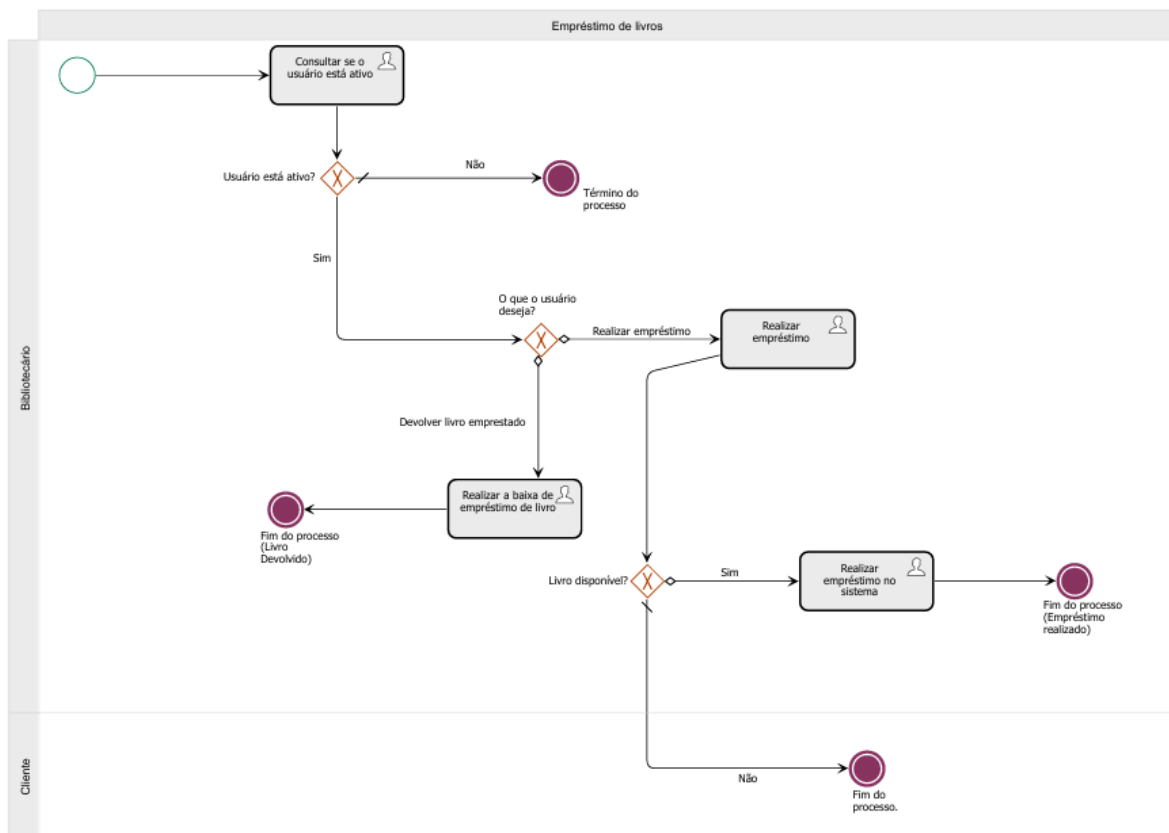 Empréstimo de livros
Bibliotecário
Consultar se o
usuário está ativo
Usuário está ativo?
Não
Término do
processo
Sim
O que o usuário
deseja?
Realizar empréstimo
Realizar
empréstimo
Devolver livro emprestado
Realizar a baixa de
empréstimo de livro
Fim do processo
(Livro
Devolvido)
Livro disponível?
Sim
Realizar
empréstimo no
sistema
Fim do processo
(Empréstimo
realizado)
Cliente
Não
Fim do
processo.